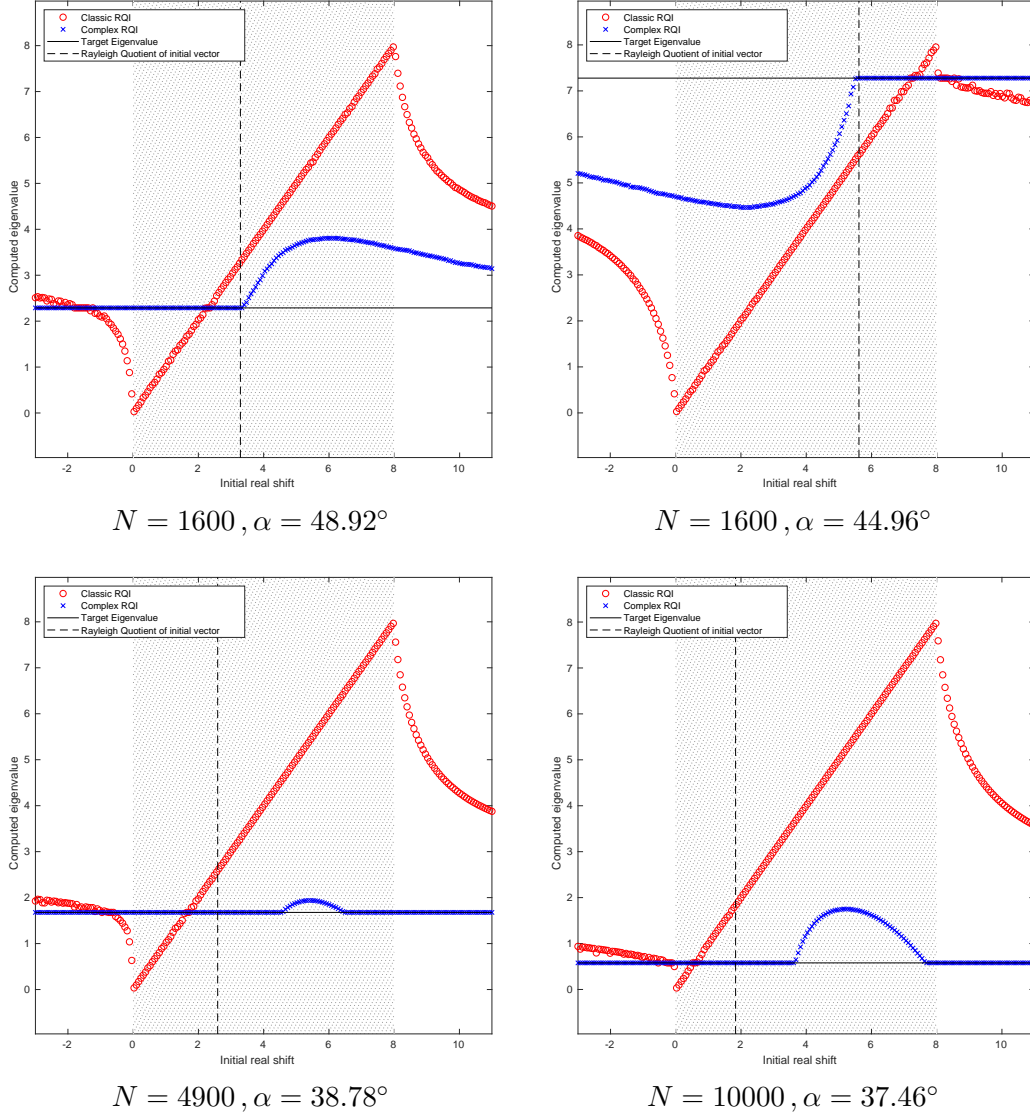 Classic RQI
Complex RQI
Target Eigenvalue
Rayleigh Quotient of initial vector
8
7
6
5
4
3
2
1
0
Computed eigenvalue
-2 0 2 4 6 8 10
Initial real shift
N = 1600 , α = 48.92°
Classic RQI
Complex RQI
Target Eigenvalue
Rayleigh Quotient of initial vector
8
7
6
5
4
3
2
1
0
Computed eigenvalue
-2 0 2 4 6 8 10
Initial real shift
N = 1600 , α = 44.96°
Classic RQI
Complex RQI
Target Eigenvalue
Rayleigh Quotient of initial vector
8
7
6
5
4
3
2
1
0
Computed eigenvalue
-2 0 2 4 6 8 10
Initial real shift
N = 4900 , α = 38.78°
Classic RQI
Complex RQI
Target Eigenvalue
Rayleigh Quotient of initial vector
8
7
6
5
4
3
2
1
0
Computed eigenvalue
-2 0 2 4 6 8 10
Initial real shift
N = 10000 , α = 37.46°